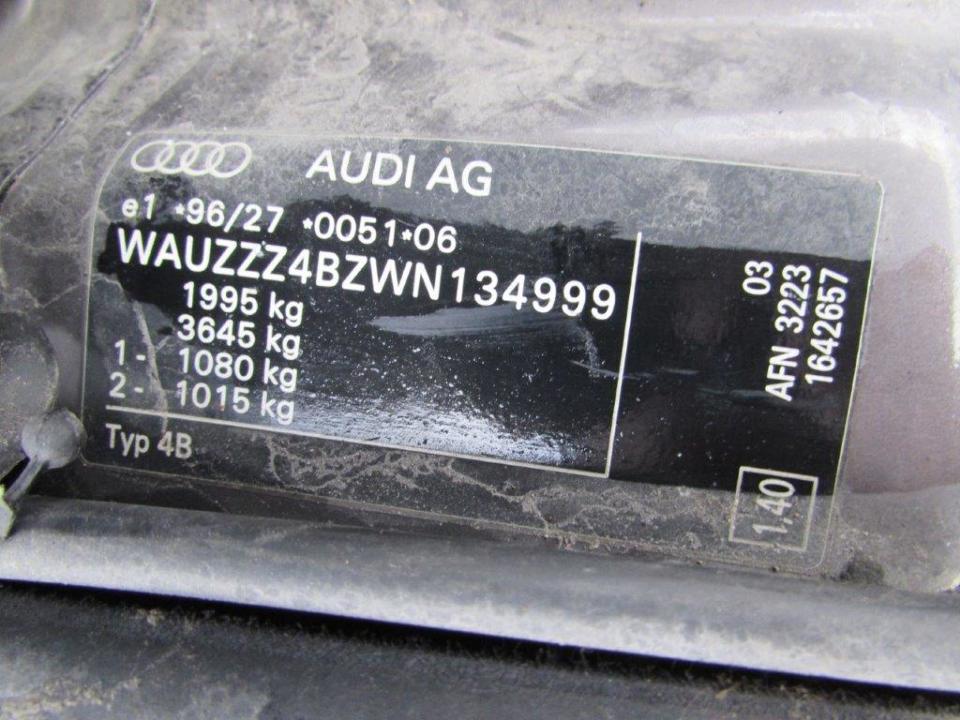 AUDI AG
e1 *96/27 *0051*06
WAUZZZ4BZWN134999
1995 kg
3645 kg
1- 1080 kg
2- 1015 kg
Typ 4B
03
AFN 3223
1642657
1,40